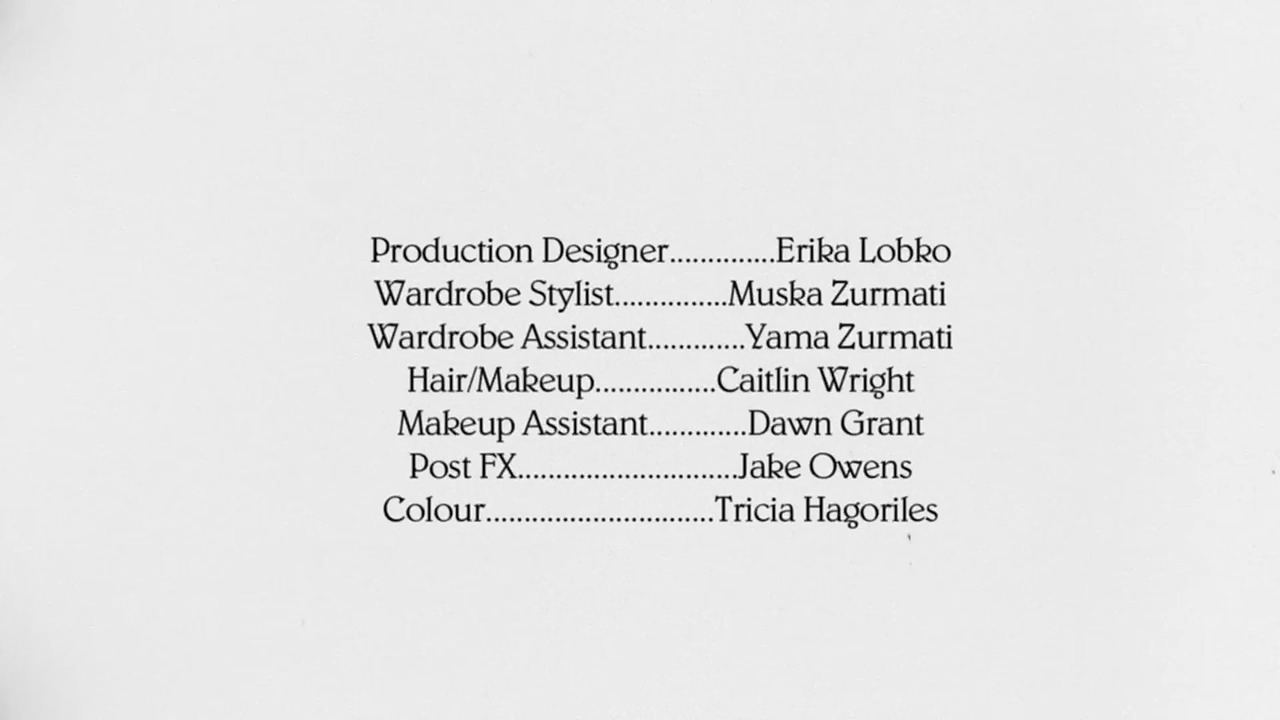 Production Designer..............Erika Lobko
Wardrobe Stylist...............Muska Zurmati
Wardrobe Assistant.............Yama Zurmati
Hair/Makeup................Caitlin Wright
Makeup Assistant.............Dawn Grant
Post FX.............................Jake Owens
Colour..............................Tricia Hagoriles